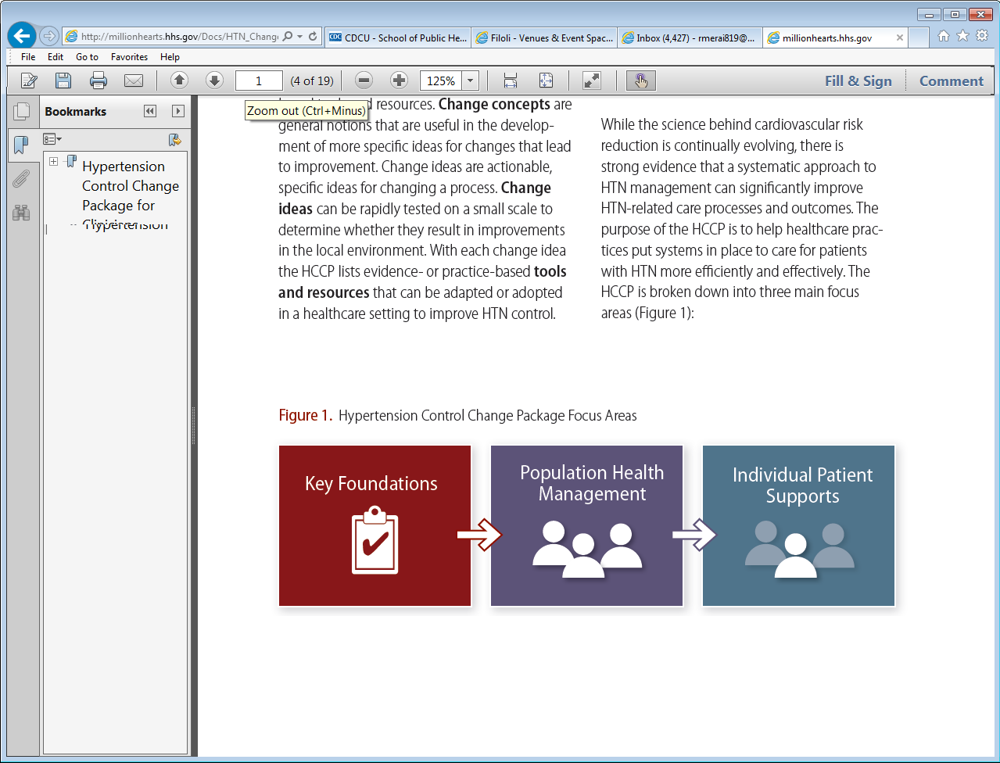 http://millionhearts.hhs.gov/Docs/HTN_Chang
CDC CDCU - School of Public He...
Filoli - Venues & Event Spac...
Inbox (4,427) - rmerai819@...
millionhearts.hhs.gov
File Edit Go to Favorites Help
1 (4 of 19) 125% Fill & Sign Comment
Zoom out (Ctrl+Minus)
Bookmarks
Hypertension
Control Change
Package for
resources. Change concepts are
general notions that are useful in the develop-
ment of more specific ideas for changes that lead
to improvement. Change ideas are actionable,
specific ideas for changing a process. Change
ideas can be rapidly tested on a small scale to
determine whether they result in improvements
in the local environment. With each change idea
the HCCP lists evidence- or practice-based tools
and resources that can be adapted or adopted
in a healthcare setting to improve HTN control.
While the science behind cardiovascular risk
reduction is continually evolving, there is
strong evidence that a systematic approach to
HTN management can significantly improve
HTN-related care processes and outcomes. The
purpose of the HCCP is to help healthcare prac-
tices put systems in place to care for patients
with HTN more efficiently and effectively. The
HCCP is broken down into three main focus
areas (Figure 1):
Figure 1. Hypertension Control Change Package Focus Areas
Key Foundations
Population Health
Management
Individual Patient
Supports